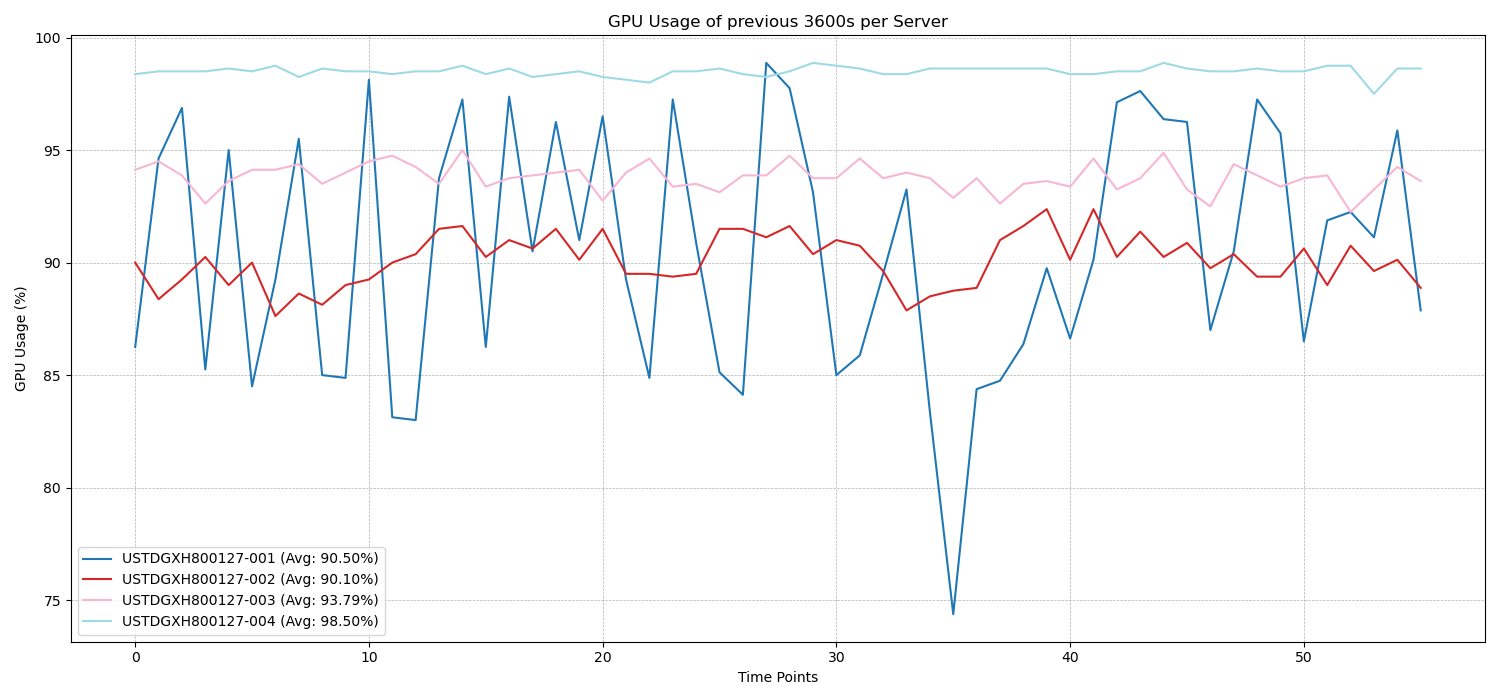 GPU Usage of previous 3600s per Server
100
95
90
85
80
75
GPU Usage (%)
USTDGXH800127-001 (Avg: 90.50%)
USTDGXH800127-002 (Avg: 90.10%)
USTDGXH800127-003 (Avg: 93.79%)
USTDGXH800127-004 (Avg: 98.50%)
0 10 20 30 40 50
Time Points